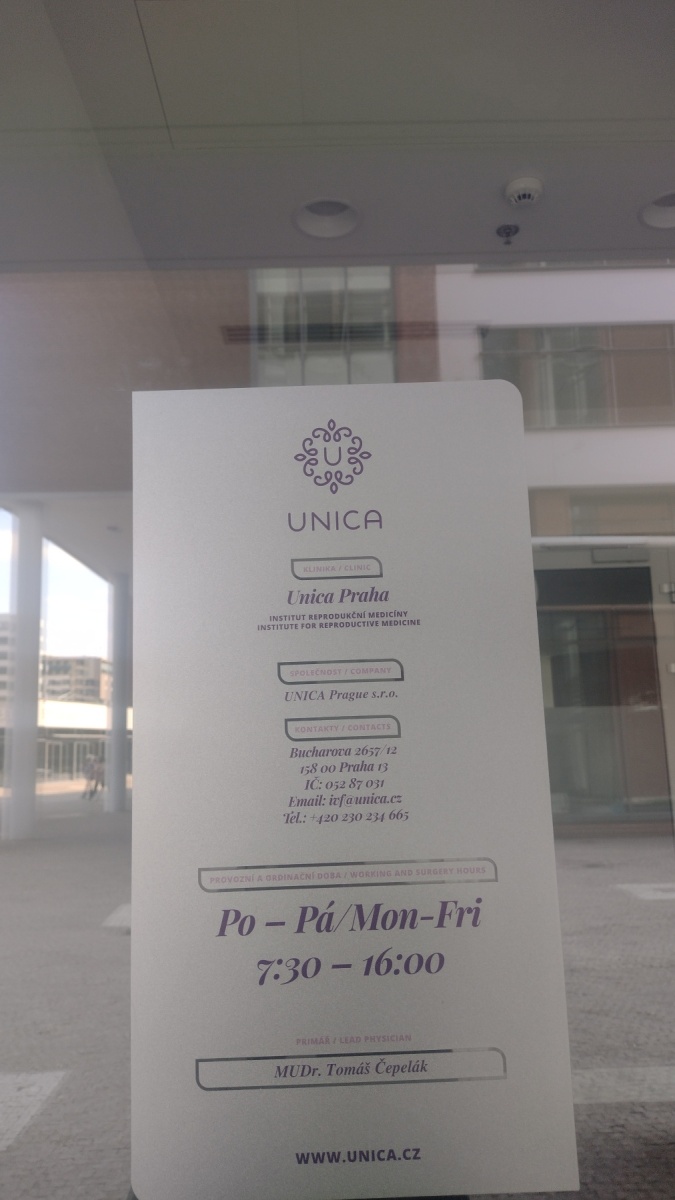 U
UNICA
KLINIKA / CLINIC
Unica Praha
INSTITUT REPRODUKČNÍ MEDICÍNY
INSTITUTE FOR REPRODUCTIVE MEDICINE
SPOLEČNOST / COMPANY
UNICA Prague s.r.o.
KONTAKTY / CONTACTS
Bucharova 2657/12
158 00 Praha 13
IČ: 052 87 031
Email: ivf@unica.cz
Tel.: +420 230 234 665
PROVOZNÍ A ORDINAČNÍ DOBA / WORKING AND SURGERY HOURS
Po – Pá/Mon-Fri
7:30 – 16:00
PRIMÁŘ / LEAD PHYSICIAN
MUDr. Tomáš Čepelák
WWW.UNICA.CZ